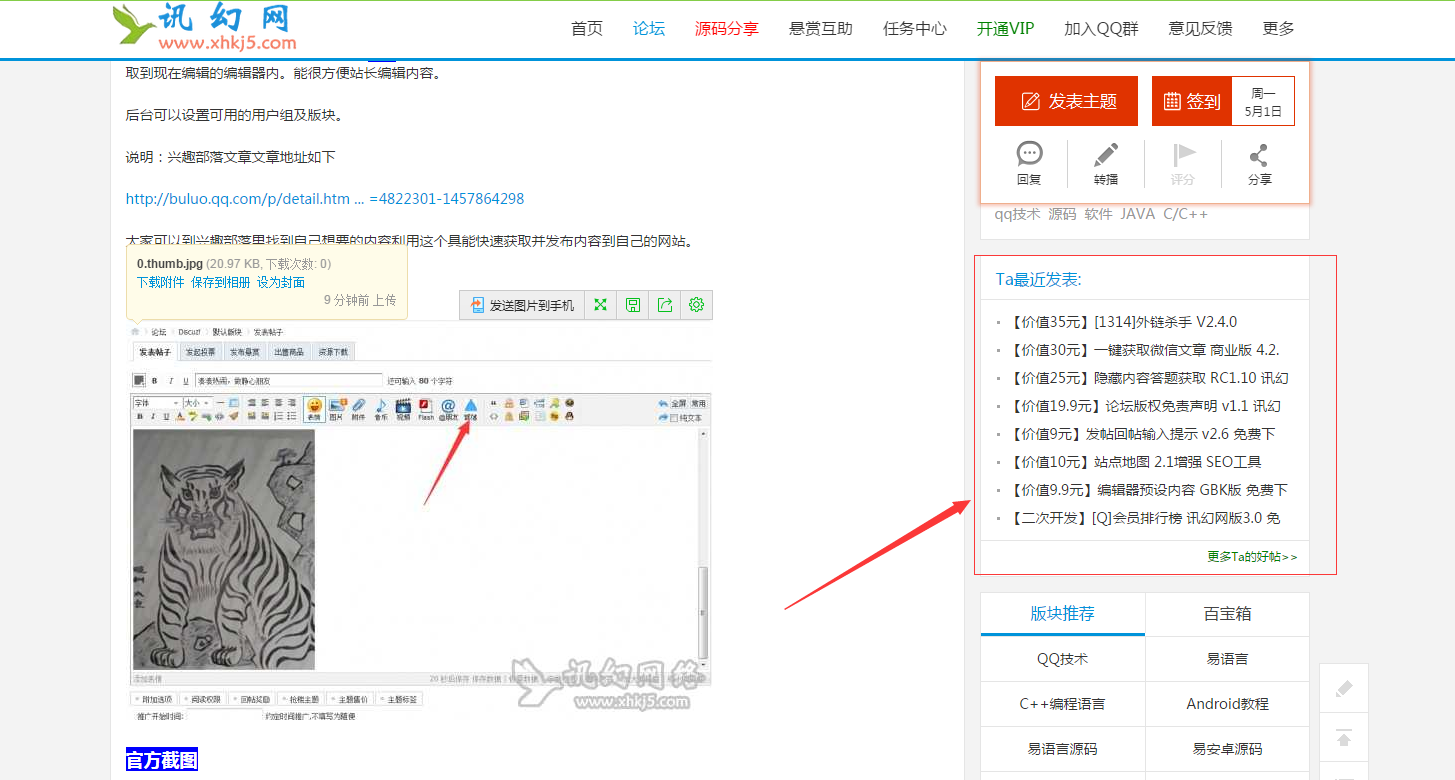 讯幻网
www.xhkj5.com
首页 论坛 源码分享 悬赏互助 任务中心 开通VIP 加入QQ群 意见反馈 更多
取到现在编辑的编辑器内。能很方便站长编辑内容。
后台可以设置可用的用户组及版块。
说明：兴趣部落文章文章地址如下
http://buluo.qq.com/p/detail.htm ... =4822301-1457864298
大家可以到兴趣部落里找到自己想要的内容利用这个具能快速获取并发布内容到自己的网站。
0.thumb.jpg (20.97 KB, 下载次数: 0)
下载附件 保存到相册 设为封面
9 分钟前 上传
发送图片到手机
论坛 Discuz! 默认版块 发表帖子
发表帖子 发起投票 发布悬赏 出售商品 资源下载
B I U 还可输入 80 个字符
字体 大小 全屏 常用
B I U A 表情 图片 附件 音乐 视频 Flash @朋友 部落 纯文本
讯幻网络
www.xhkj5.com
附加选项 阅读权限 回帖奖励 抢楼主题 主题售价 主题标签
推广开始时间: 约定时间推广,不填写为随便
官方截图
发表主题 签到 周一
5月1日
回复 转播 评分 分享
qq技术 源码 软件 JAVA C/C++
Ta最近发表:
【价值35元】[1314]外链杀手 V2.4.0
【价值30元】一键获取微信文章 商业版 4.2.
【价值25元】隐藏内容答题获取 RC1.10 讯幻
【价值19.9元】论坛版权免责声明 v1.1 讯幻
【价值9元】发帖回帖输入提示 v2.6 免费下
【价值10元】站点地图 2.1增强 SEO工具
【价值9.9元】编辑器预设内容 GBK版 免费下
【二次开发】[Q]会员排行榜 讯幻网版3.0 免
更多Ta的好帖>>
版块推荐 百宝箱
QQ技术 易语言
C++编程语言 Android教程
易语言源码 易安卓源码